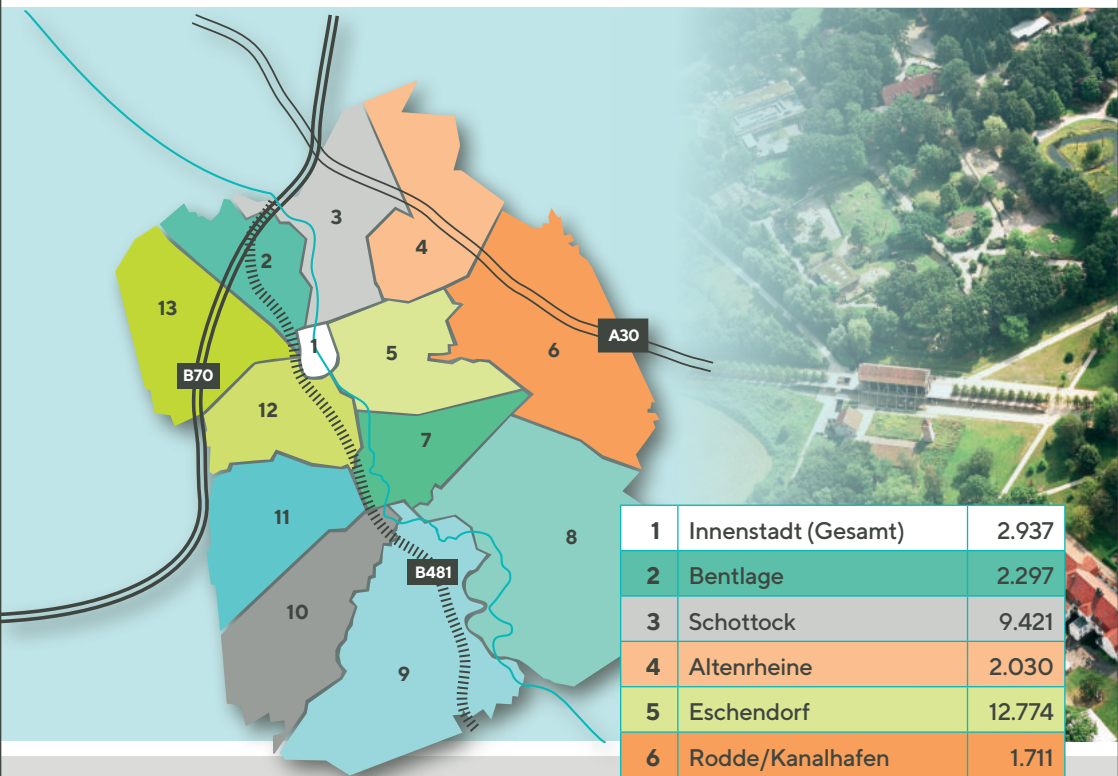 3
4
2
13
1
5
6
A30
B70
12
7
11
8
B481
10
9
1 Innenstadt (Gesamt) 2.937
2 Bentlage 2.297
3 Schottock 9.421
4 Altenrheine 2.030
5 Eschendorf 12.774
6 Rodde/Kanalhafen 1.711